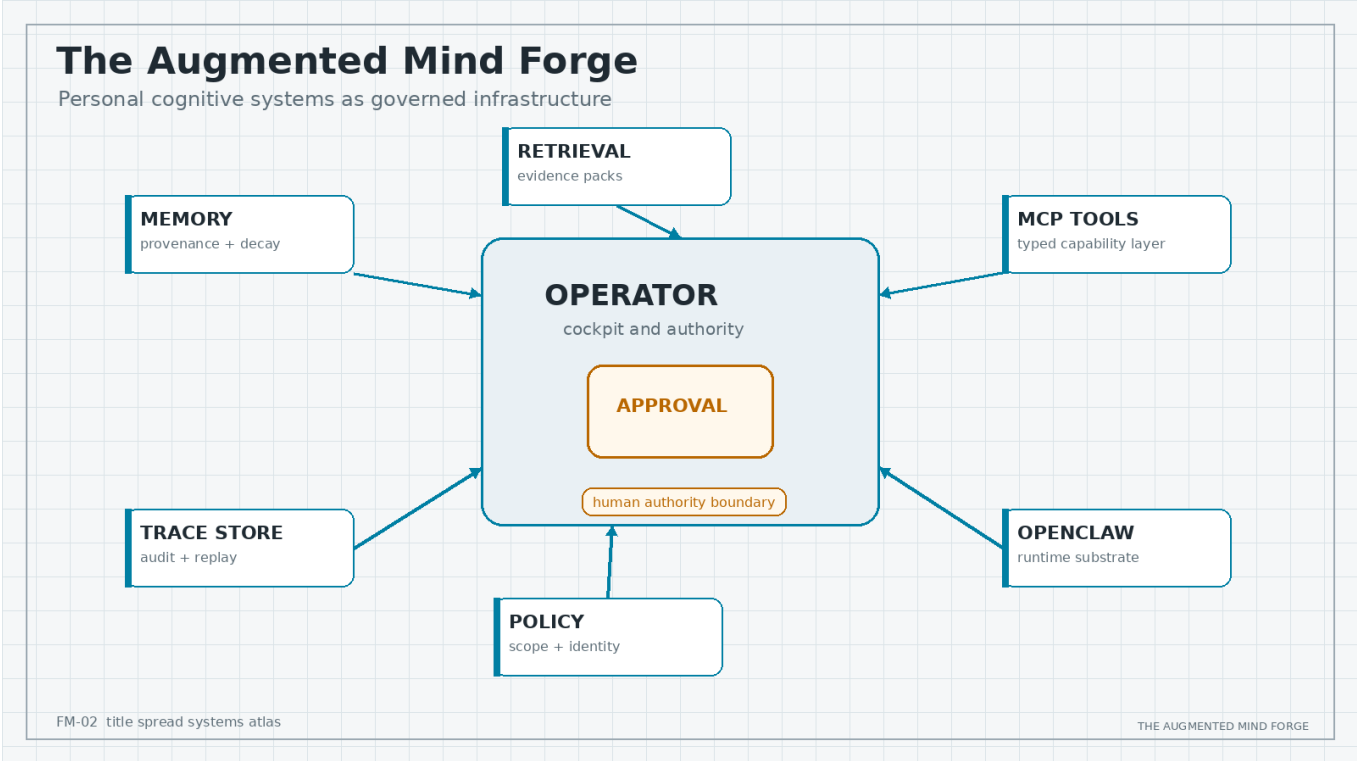 The Augmented Mind Forge
Personal cognitive systems as governed infrastructure
RETRIEVAL
evidence packs
MEMORY
provenance + decay
MCP TOOLS
typed capability layer
OPERATOR
cockpit and authority
APPROVAL
human authority boundary
TRACE STORE
audit + replay
OPENCLAW
runtime substrate
POLICY
scope + identity
FM-02  title spread systems atlas
THE AUGMENTED MIND FORGE